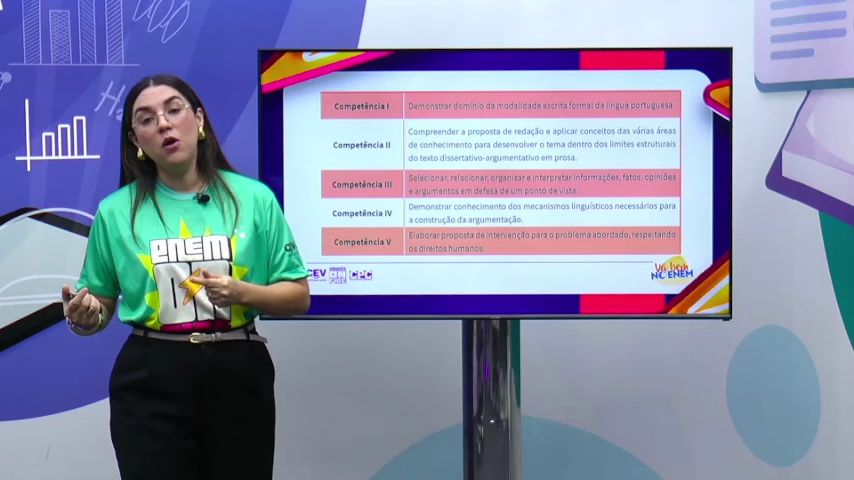 Competência I
Demonstrar domínio da modalidade escrita formal da língua portuguesa.
Competência II
Compreender a proposta de redação e aplicar conceitos das várias áreas
de conhecimento para desenvolver o tema dentro dos limites estruturais
do texto dissertativo-argumentativo em prosa.
Competência III
Selecionar, relacionar, organizar e interpretar informações, fatos, opiniões
e argumentos em defesa de um ponto de vista.
Competência IV
Demonstrar conhecimento dos mecanismos linguísticos necessários para
a construção da argumentação.
Competência V
Elaborar proposta de intervenção para o problema abordado, respeitando
os direitos humanos.
CEV
CPC
Vá bem
NO ENEM
ENEM